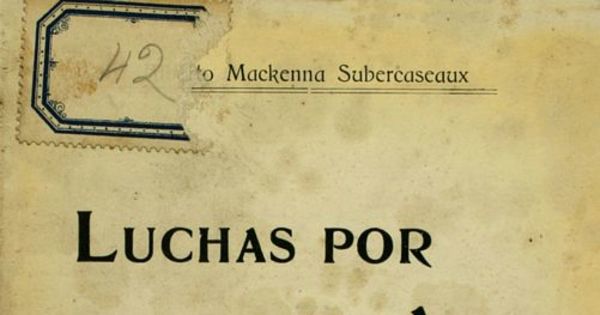 42
to Mackenna Subercaseaux
LUCHAS POR